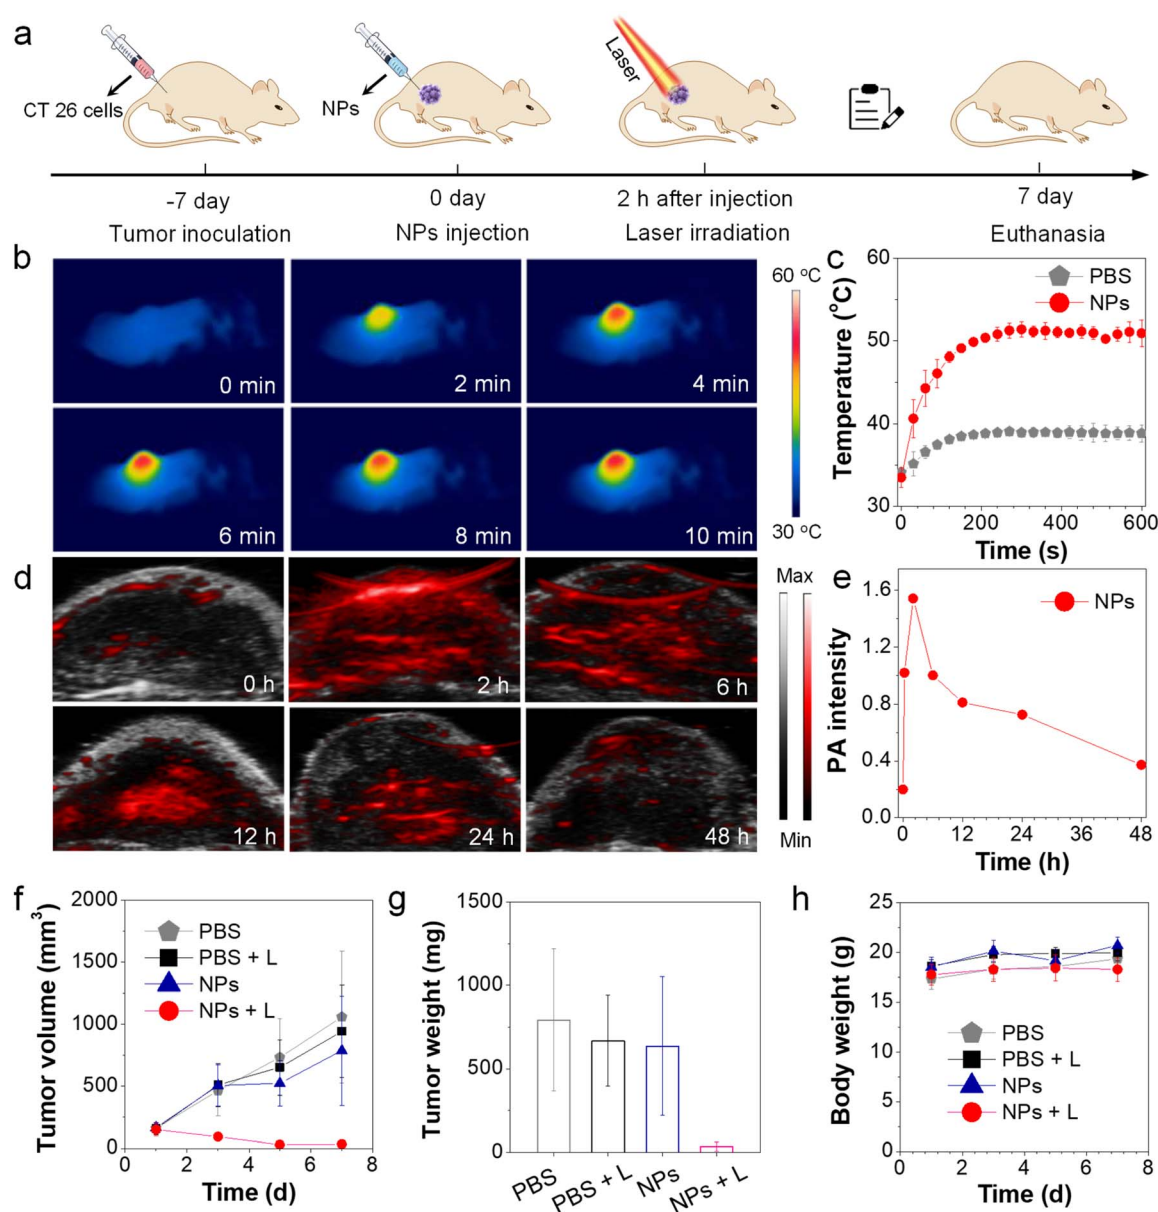 a
CT 26 cells
NPs
Laser
-7 day
0 day
2 h after injection
7 day
Tumor inoculation
NPs injection
Laser irradiation
Euthanasia
b
0 min
2 min
4 min
6 min
8 min
10 min
60 °C
30 °C
c
Temperature (°C)
60
50
40
30
PBS
NPs
0
200
400
600
Time (s)
d
0 h
2 h
6 h
12 h
24 h
48 h
Max
Min
e
PA intensity
1.6
1.2
0.8
0.4
0.0
NPs
0
12
24
36
48
Time (h)
f
Tumor volume (mm³)
2000
1500
1000
500
0
PBS
PBS + L
NPs
NPs + L
0
2
4
6
8
Time (d)
g
Tumor weight (mg)
1500
1000
500
0
PBS
PBS + L
NPs
NPs + L
h
Body weight (g)
25
20
15
10
5
0
PBS
PBS + L
NPs
NPs + L
0
2
4
6
8
Time (d)